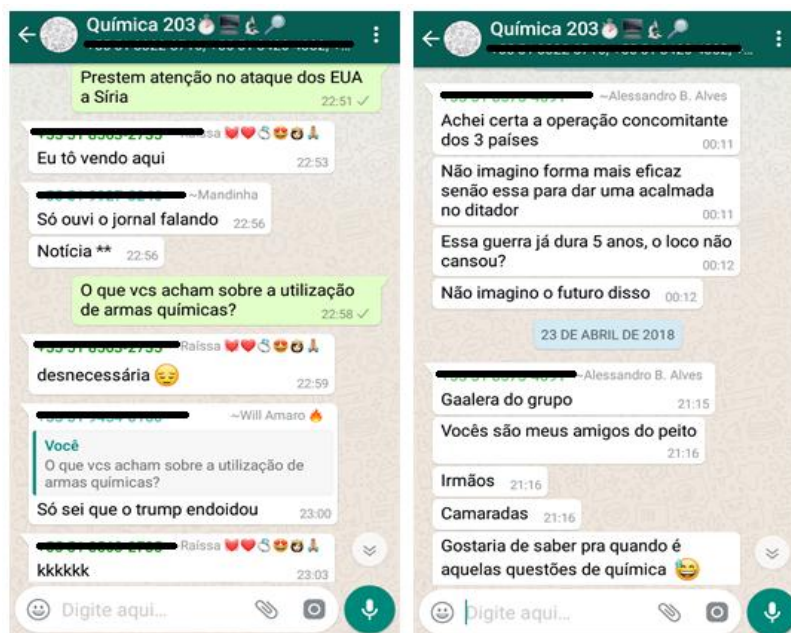 Química 203
Prestem atenção no ataque dos EUA
a Síria
22:51
Raíssa
Eu tô vendo aqui
22:53
~Mandinha
Só ouvi o jornal falando
22:56
Notícia **
22:56
O que vcs acham sobre a utilização
de armas químicas?
22:58
Raíssa
desnecessária
22:59
~Will Amaro
Você
O que vcs acham sobre a utilização de
armas químicas?
Só sei que o trump endoidou
23:00
Raíssa
kkkkkk
23:03
Digite aqui...
Química 203
~Alessandro B. Alves
Achei certa a operação concomitante
dos 3 países
00:11
Não imagino forma mais eficaz
senão essa para dar uma acalmada
no ditador
00:11
Essa guerra já dura 5 anos, o loco não
cansou?
00:12
Não imagino o futuro disso
00:12
23 DE ABRIL DE 2018
~Alessandro B. Alves
Gaalera do grupo
21:15
Vocês são meus amigos do peito
21:16
Irmãos
21:16
Camaradas
21:16
Gostaria de saber pra quando é
aquelas questões de química
Digite aqui...